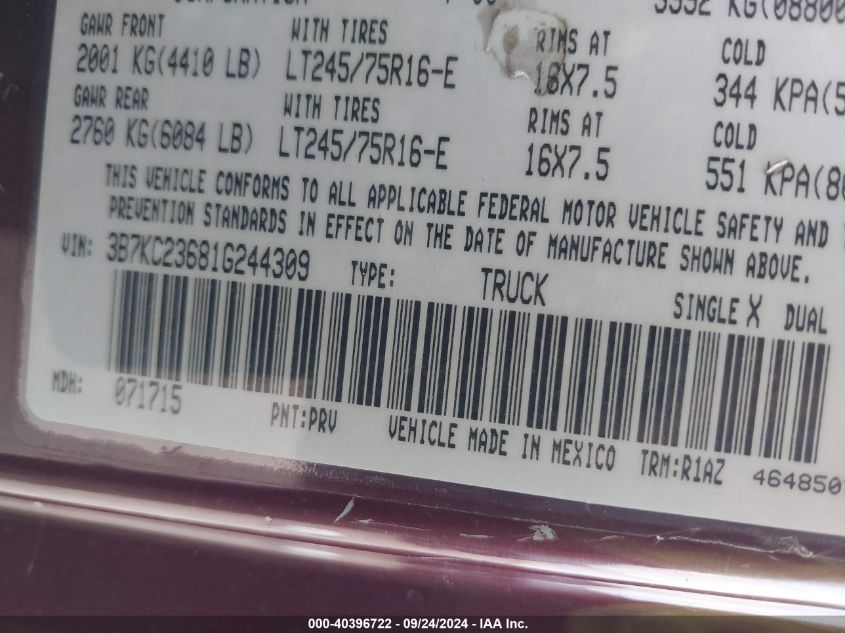 GAWR FRONT WITH TIRES RIMS AT COLD
2001 KG(4410 LB) LT245/75R16-E 16X7.5 344 KPA(5
GAWR REAR WITH TIRES RIMS AT COLD
2760 KG(6084 LB) LT245/75R16-E 16X7.5 551 KPA(80
THIS VEHICLE CONFORMS TO ALL APPLICABLE FEDERAL MOTOR VEHICLE SAFETY AND
PREVENTION STANDARDS IN EFFECT ON THE DATE OF MANUFACTURE SHOWN ABOVE.
VIN: 3B7KC23681G244309 TYPE: TRUCK SINGLE X DUAL
MDH: 071715 PNT:PRV VEHICLE MADE IN MEXICO TRM:R1AZ 464850
000-40396722 - 09/24/2024 - IAA Inc.